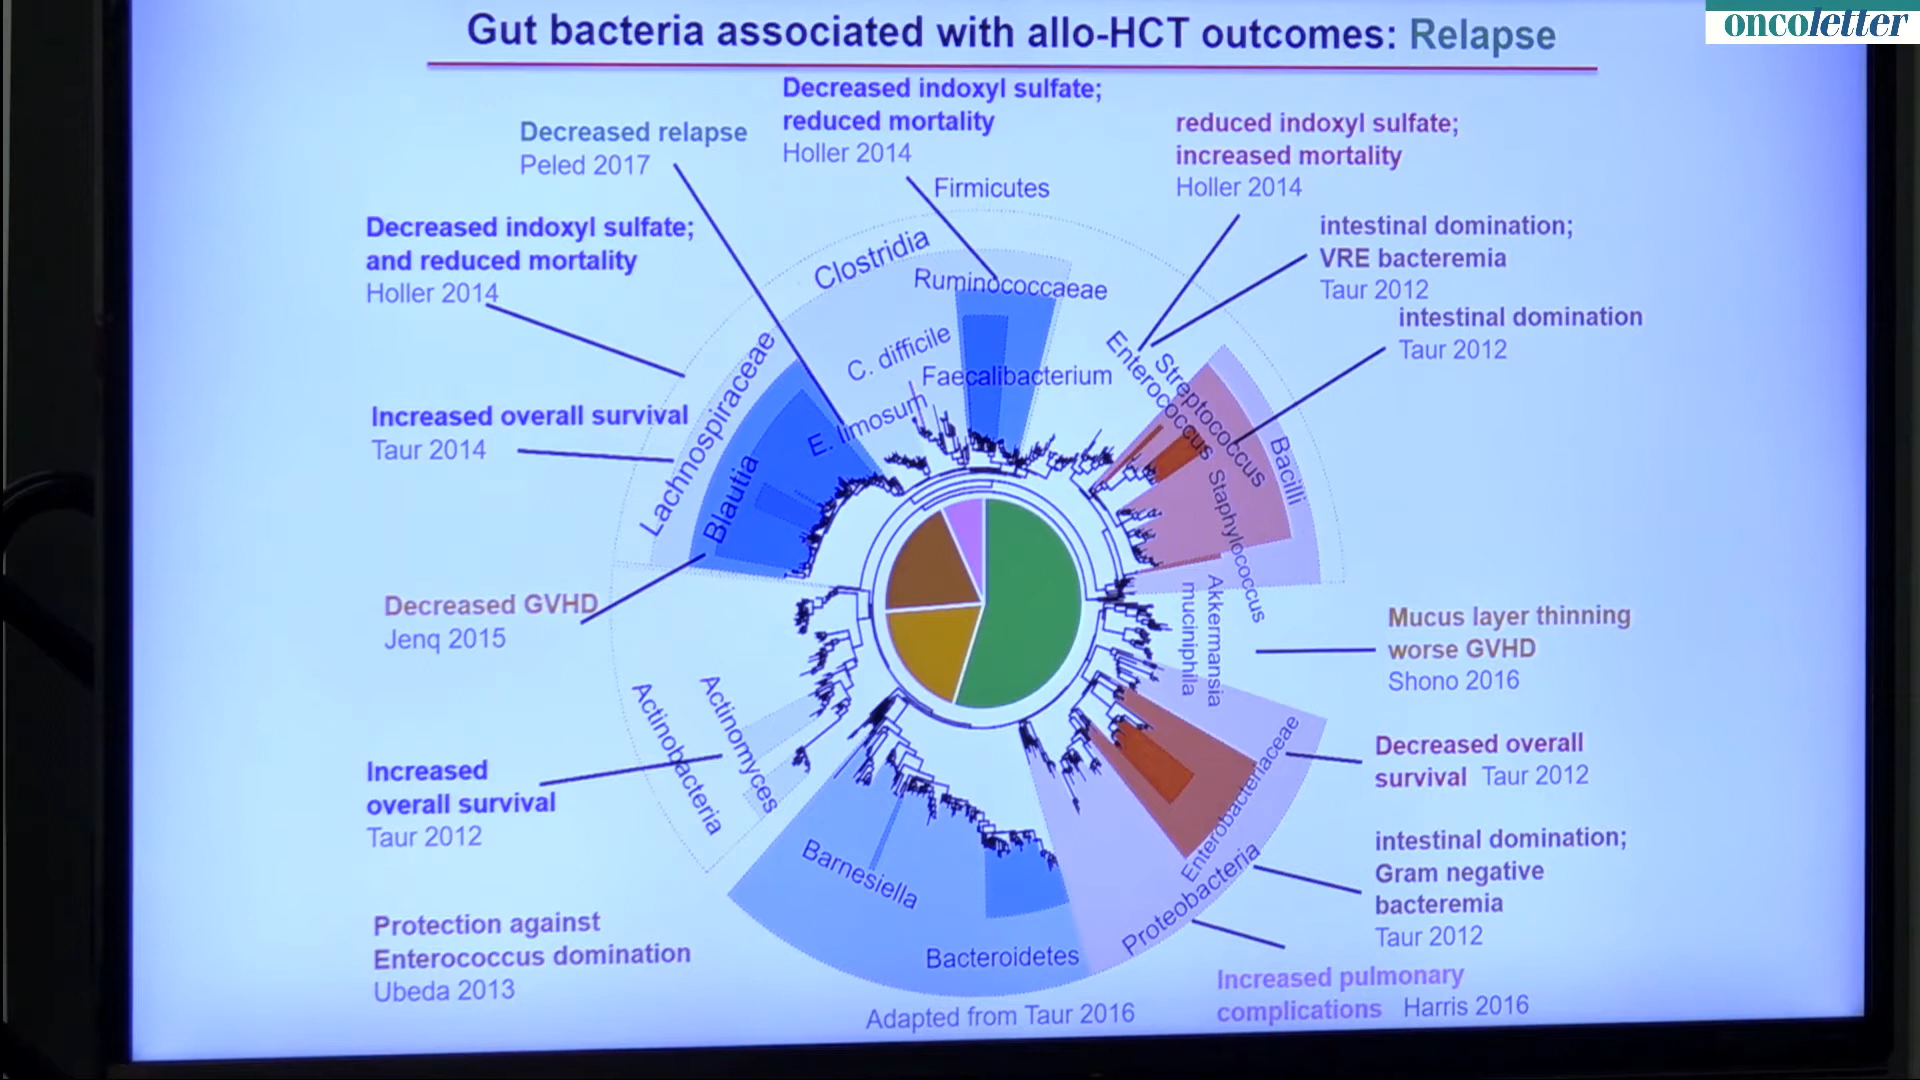 oncoletter
Gut bacteria associated with allo-HCT outcomes: Relapse
Decreased indoxyl sulfate;
reduced mortality
Holler 2014
Decreased relapse
Peled 2017
reduced indoxyl sulfate;
increased mortality
Holler 2014
Firmicutes
Decreased indoxyl sulfate;
and reduced mortality
Holler 2014
intestinal domination;
VRE bacteremia
Taur 2012
intestinal domination
Taur 2012
Clostridia
Ruminococcaeae
C. difficile
Faecalibacterium
E. limosum
Enterococcus
Streptococcus
Staphylococcus
Bacilli
Lachnospiraceae
Blautia
Increased overall survival
Taur 2014
Decreased GVHD
Jenq 2015
Akkermansia
muciniphila
Mucus layer thinning
worse GVHD
Shono 2016
Actinomyces
Actinobacteria
Increased
overall survival
Taur 2012
Decreased overall
survival Taur 2012
Enterobacteriaceae
Proteobacteria
intestinal domination;
Gram negative
bacteremia
Taur 2012
Barnesiella
Bacteroidetes
Protection against
Enterococcus domination
Ubeda 2013
Increased pulmonary
complications Harris 2016
Adapted from Taur 2016